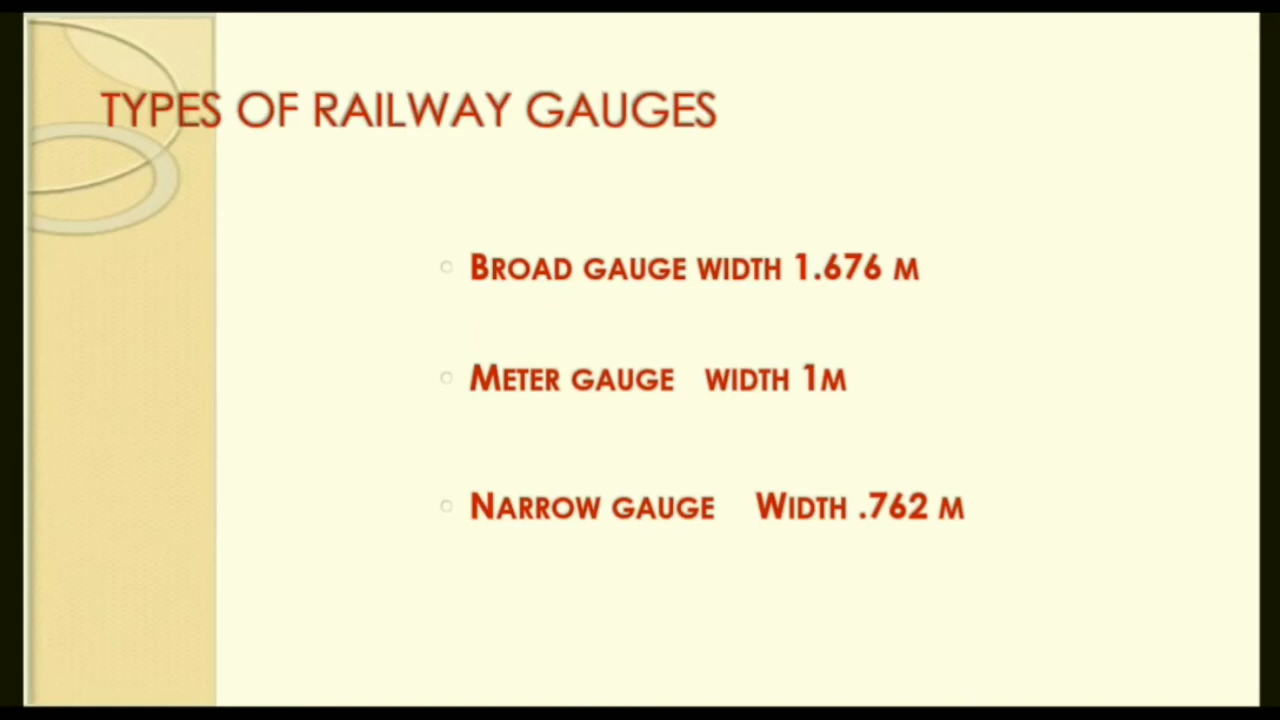 TYPES OF RAILWAY GAUGES
BROAD GAUGE WIDTH 1.676 M
METER GAUGE WIDTH 1M
NARROW GAUGE WIDTH .762 M